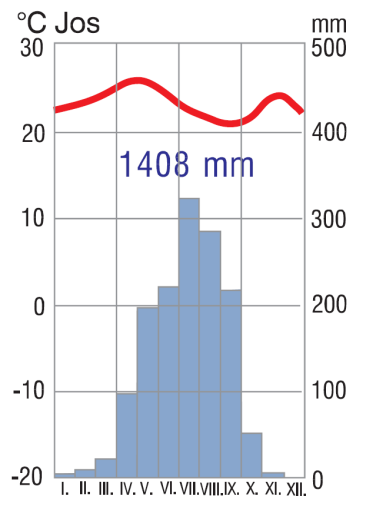 °C Jos mm
30 500
20 400
1408 mm
10 300
0 200
-10 100
-20 0
I. II. III. IV. V. VI. VII. VIII. IX. X. XI. XII.